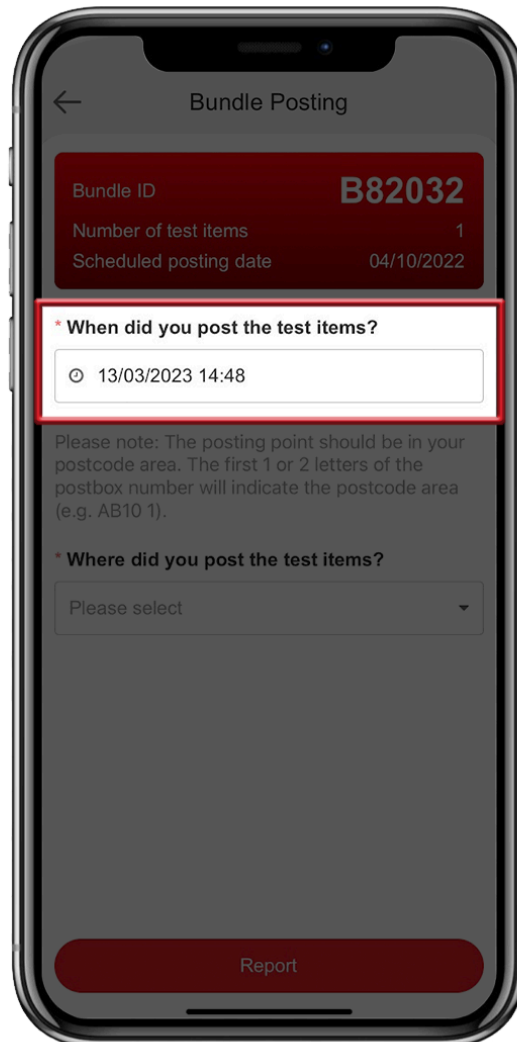 Bundle Posting
Bundle ID B82032
Number of test items 1
Scheduled posting date 04/10/2022
* When did you post the test items?
13/03/2023 14:48
Please note: The posting point should be in your
postcode area. The first 1 or 2 letters of the
postbox number will indicate the postcode area
(e.g. AB10 1).
* Where did you post the test items?
Please select
Report